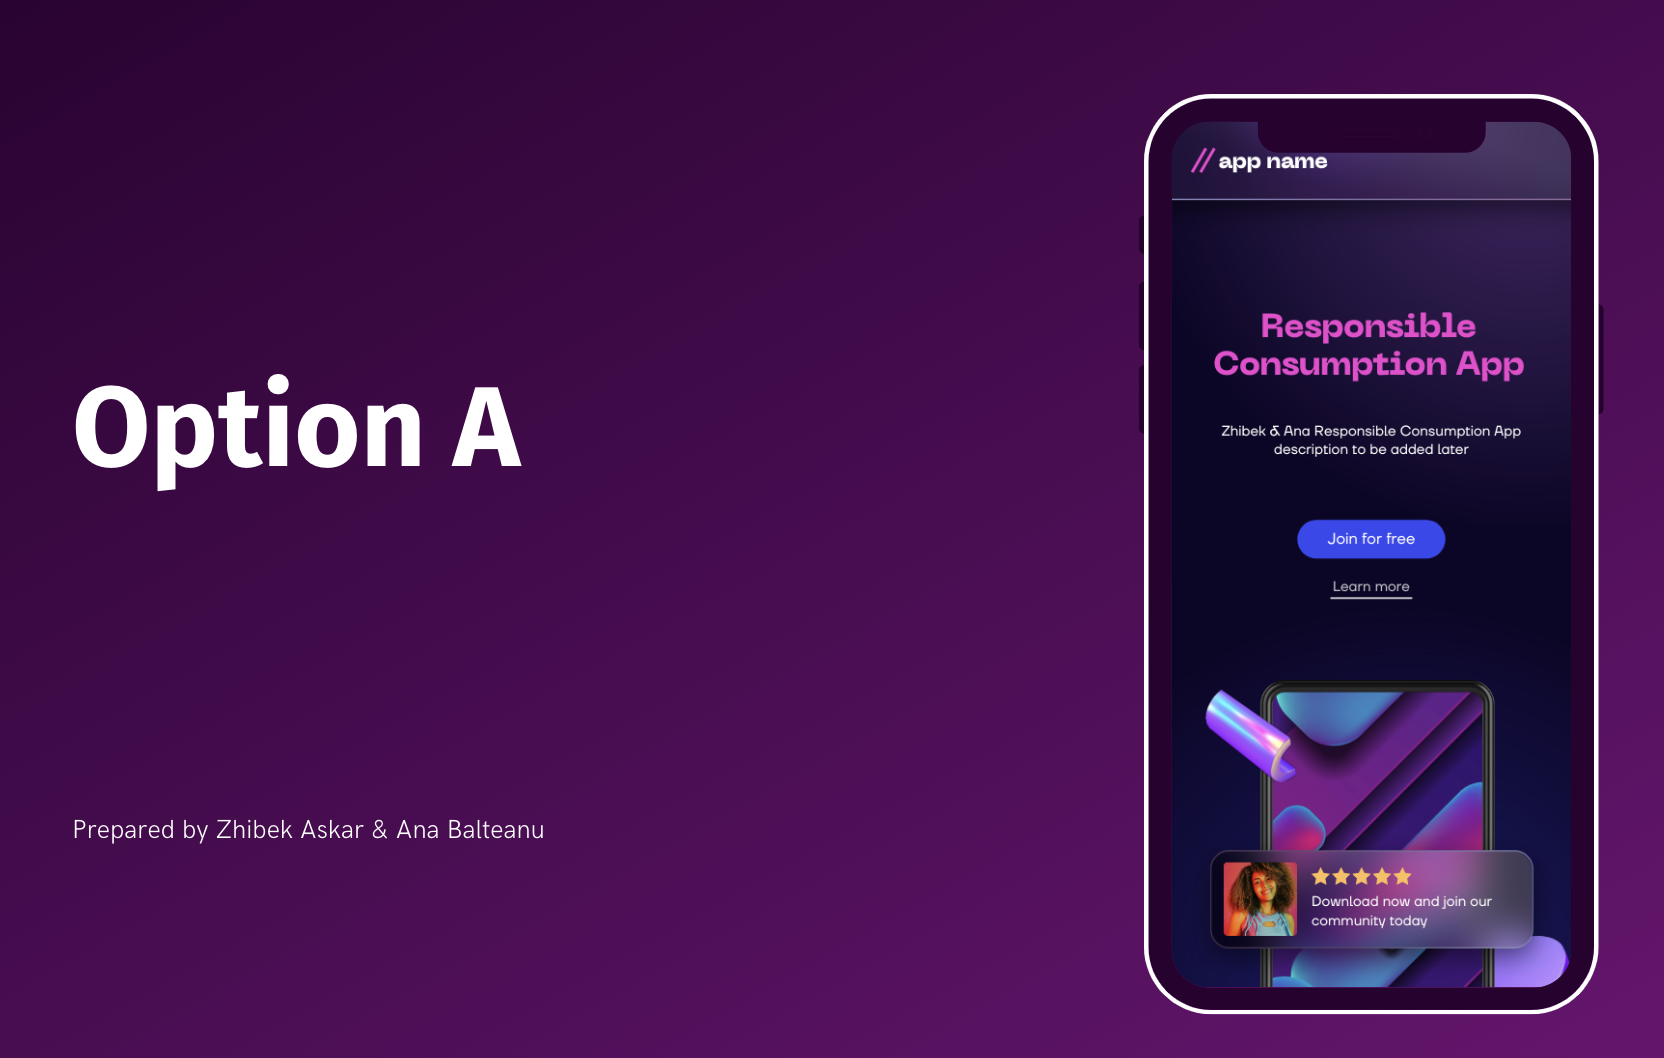 Option A
Prepared by Zhibek Askar & Ana Balteanu
// app name
Responsible
Consumption App
Zhibek & Ana Responsible Consumption App
description to be added later
Join for free
Learn more
Download now and join our
community today